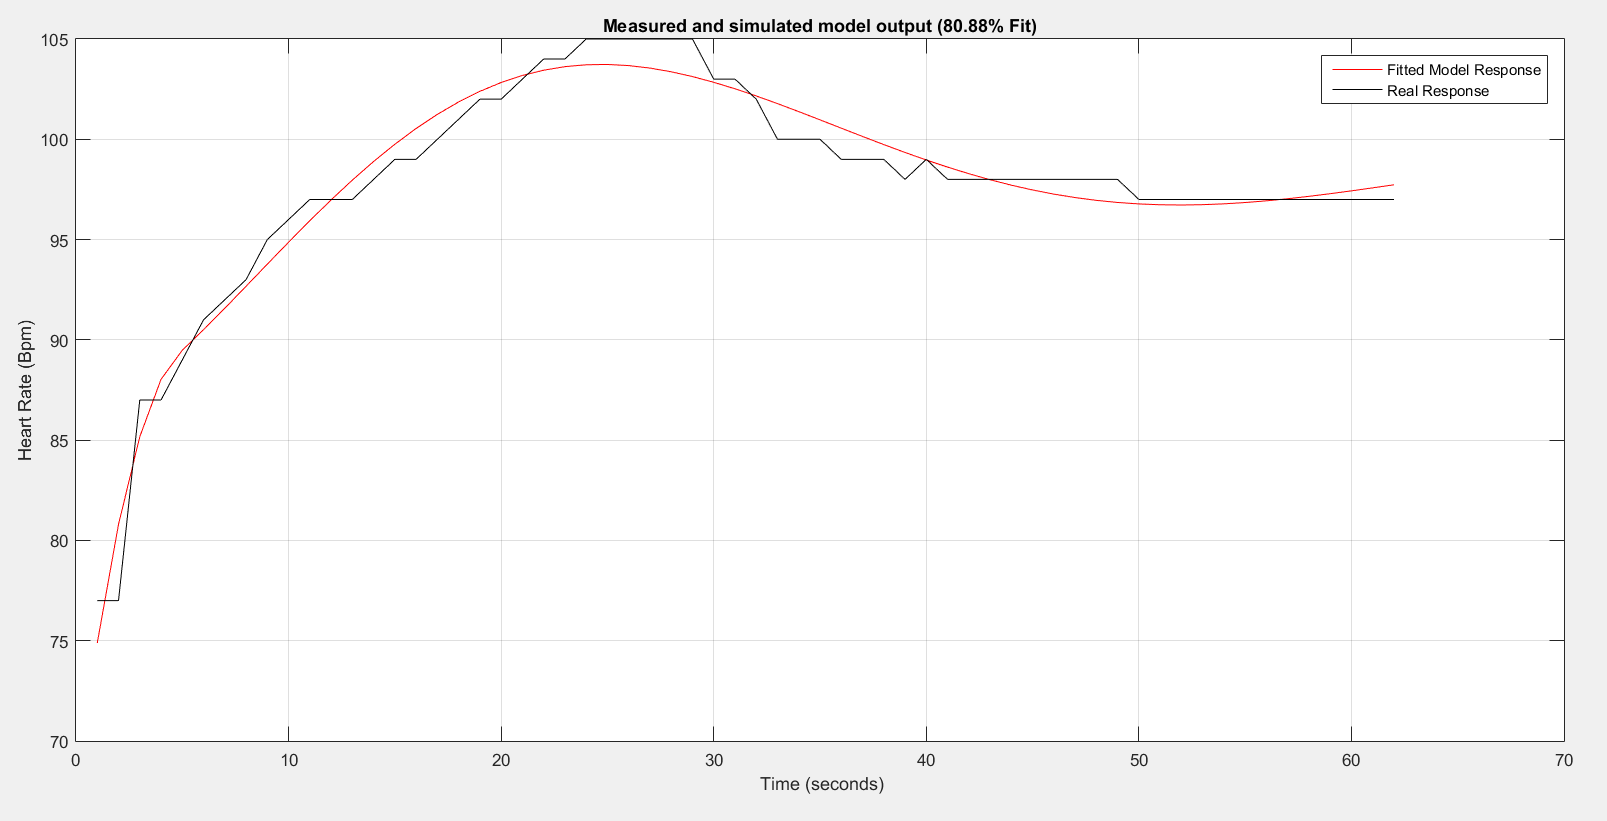 Measured and simulated model output (80.88% Fit)
105
100
95
90
85
80
75
70
Heart Rate (Bpm)
Fitted Model Response
Real Response
0 10 20 30 40 50 60 70
Time (seconds)